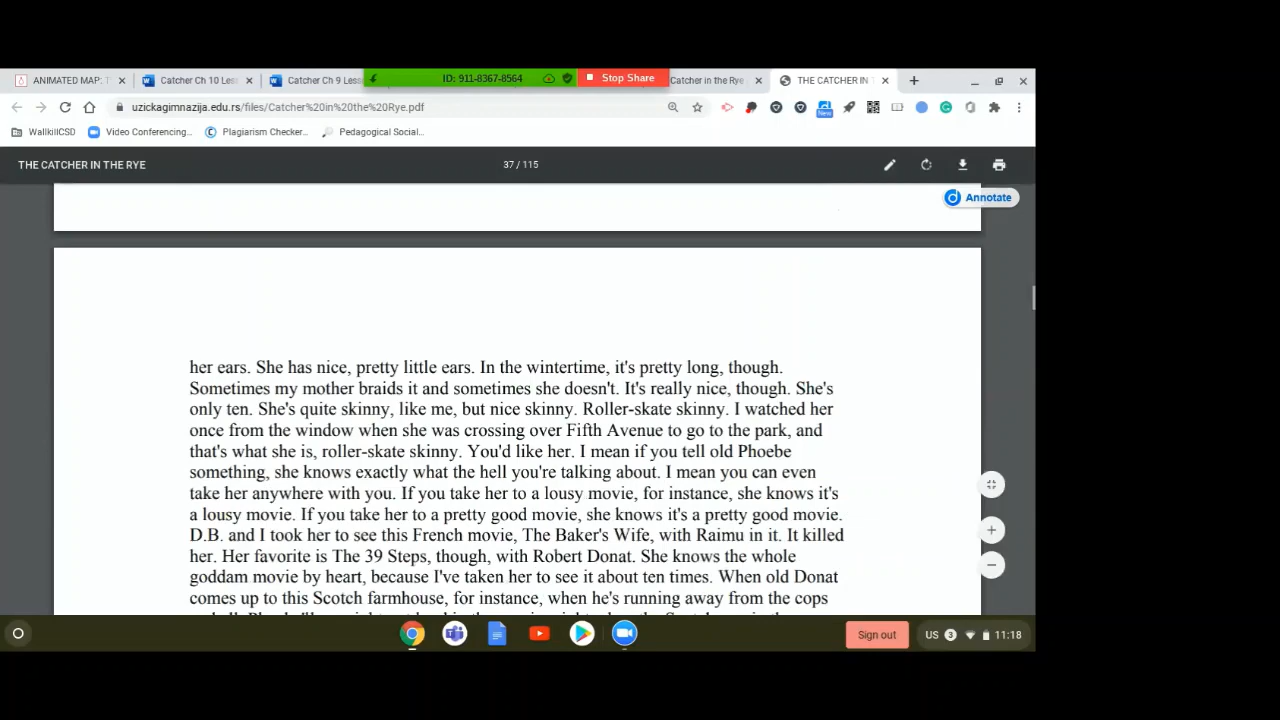 ANIMATED MAP:
Catcher Ch 10 Les
Catcher Ch 9 Less
ID: 911-8367-8564
Stop Share
Catcher in the Rye
THE CATCHER IN
uzickagimnazija.edu.rs/files/Catcher%20in%20the%20Rye.pdf
New
WallkillCSD
Video Conferencing...
Plagiarism Checker...
Pedagogical Social...
THE CATCHER IN THE RYE
37 / 115
Annotate
her ears. She has nice, pretty little ears. In the wintertime, it's pretty long, though.
Sometimes my mother braids it and sometimes she doesn't. It's really nice, though. She's
only ten. She's quite skinny, like me, but nice skinny. Roller-skate skinny. I watched her
once from the window when she was crossing over Fifth Avenue to go to the park, and
that's what she is, roller-skate skinny. You'd like her. I mean if you tell old Phoebe
something, she knows exactly what the hell you're talking about. I mean you can even
take her anywhere with you. If you take her to a lousy movie, for instance, she knows it's
a lousy movie. If you take her to a pretty good movie, she knows it's a pretty good movie.
D.B. and I took her to see this French movie, The Baker's Wife, with Raimu in it. It killed
her. Her favorite is The 39 Steps, though, with Robert Donat. She knows the whole
goddam movie by heart, because I've taken her to see it about ten times. When old Donat
comes up to this Scotch farmhouse, for instance, when he's running away from the cops
Sign out
US
3
11:18